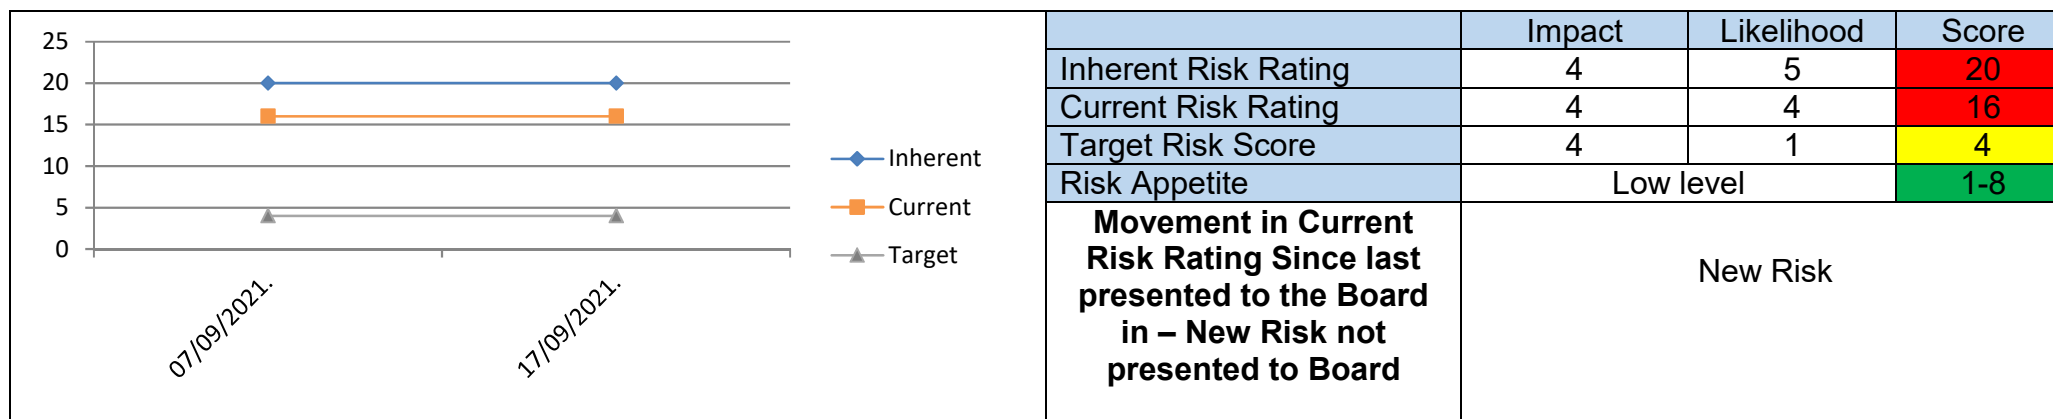 25
20
15
10
5
0
07/09/2021.
17/09/2021.
Inherent
Current
Target
Impact Likelihood Score
Inherent Risk Rating 4 5 20
Current Risk Rating 4 4 16
Target Risk Score 4 1 4
Risk Appetite Low level 1-8
Movement in Current
Risk Rating Since last
presented to the Board
in – New Risk not
presented to Board
New Risk